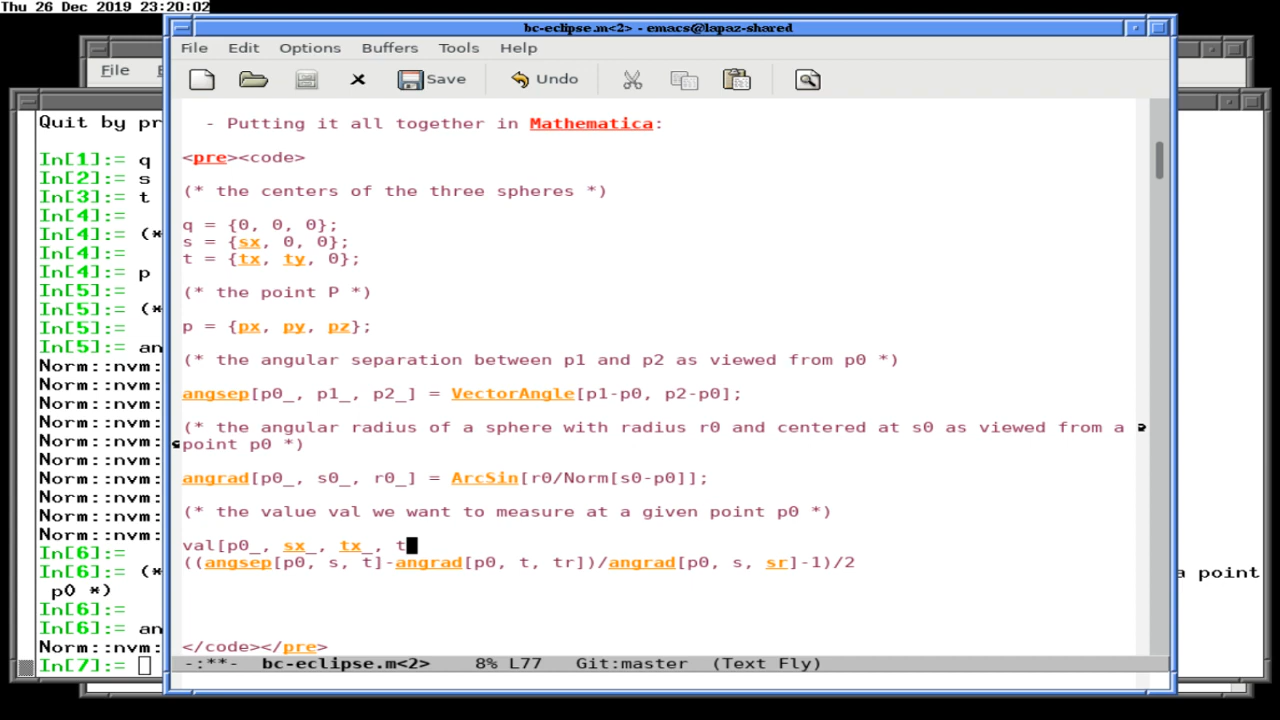 Thu 26 Dec 2019 23:20:02
bc-eclipse.m<2> - emacs@lapaz-shared
File Edit Options Buffers Tools Help
Save Undo
File
Quit by pr
In[1]:= q
In[2]:= s
In[3]:= t
In[4]:=
In[4]:= (*
In[4]:=
In[4]:= p
In[5]:=
In[5]:= (*
In[5]:=
In[5]:= an
Norm::nvm:
Norm::nvm:
Norm::nvm:
Norm::nvm:
Norm::nvm:
Norm::nvm:
Norm::nvm:
Norm::nvm:
Norm::nvm:
Norm::nvm:
In[6]:=
In[6]:= (*
a point
p0 *)
In[6]:=
In[6]:= an
Norm::nvm:
In[7]:=
- Putting it all together in Mathematica:
<pre><code>
(* the centers of the three spheres *)
q = {0, 0, 0};
s = {sx, 0, 0};
t = {tx, ty, 0};
(* the point P *)
p = {px, py, pz};
(* the angular separation between p1 and p2 as viewed from p0 *)
angsep[p0_, p1_, p2_] = VectorAngle[p1-p0, p2-p0];
(* the angular radius of a sphere with radius r0 and centered at s0 as viewed from a
point p0 *)
angrad[p0_, s0_, r0_] = ArcSin[r0/Norm[s0-p0]];
(* the value val we want to measure at a given point p0 *)
val[p0_, sx_, tx_, t
((angsep[p0, s, t]-angrad[p0, t, tr])/angrad[p0, s, sr]-1)/2
</code></pre>
-:**- bc-eclipse.m<2> 8% L77 Git:master (Text Fly)